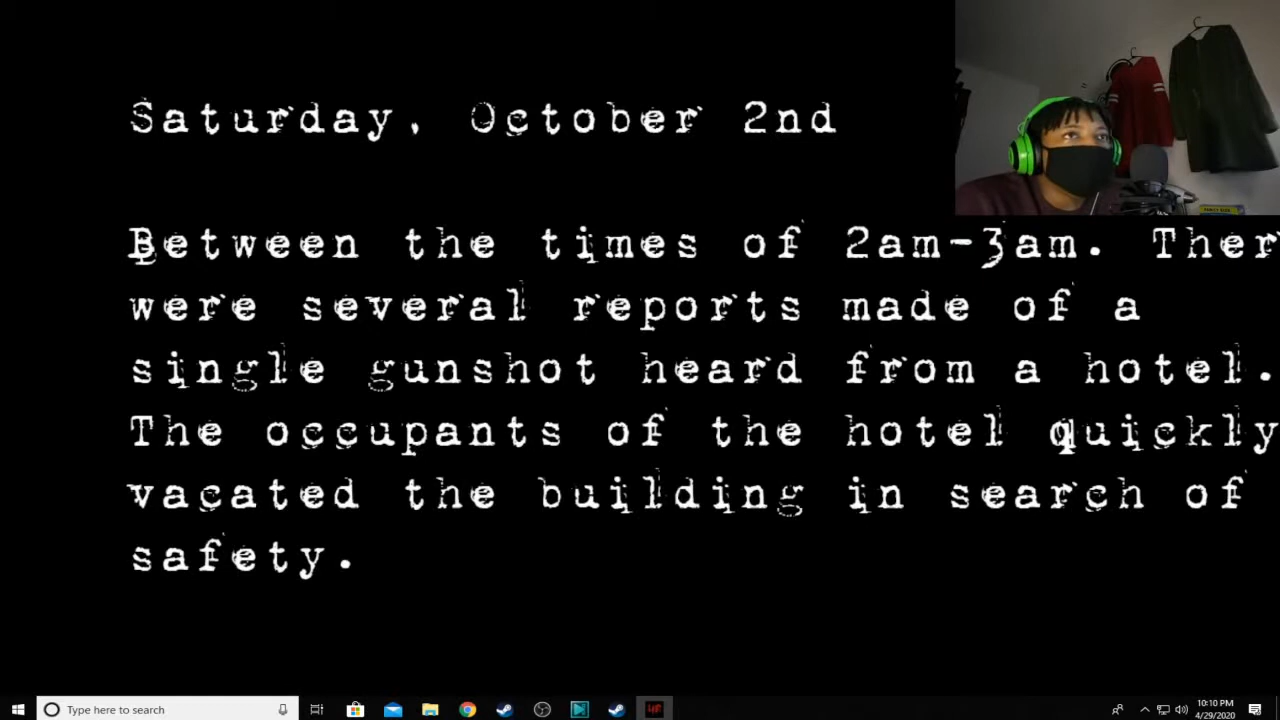 Saturday, October 2nd
Between the times of 2am-3am. Ther
were several reports made of a
single gunshot heard from a hotel.
The occupants of the hotel quickly
vacated the building in search of
safety.
Type here to search
10:10 PM
4/29/2020